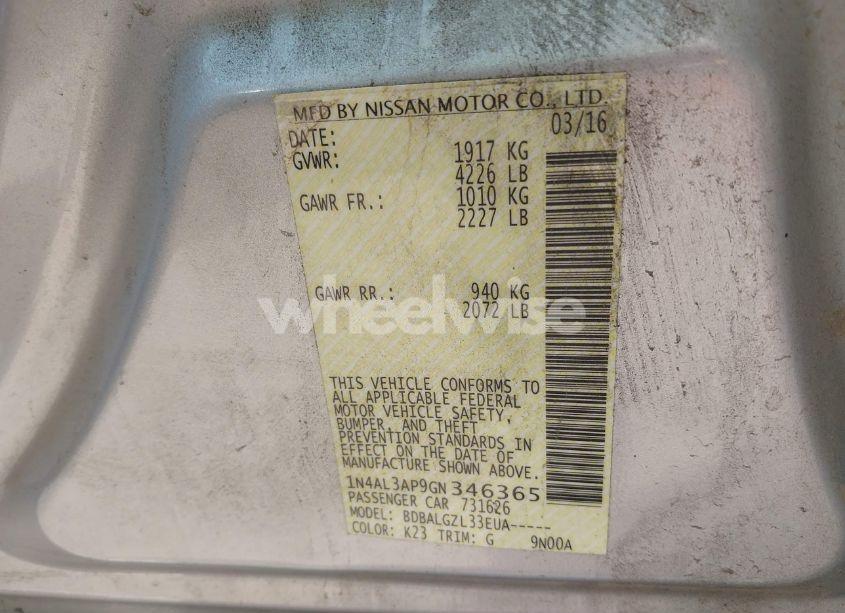 MFD BY NISSAN MOTOR CO., LTD.
DATE: 03/16
GVWR: 1917 KG
4226 LB
GAWR FR.: 1010 KG
2227 LB
GAWR RR.: 940 KG
2072 LB
wheelwise
THIS VEHICLE CONFORMS TO
ALL APPLICABLE FEDERAL
MOTOR VEHICLE SAFETY,
BUMPER, AND THEFT
PREVENTION STANDARDS IN
EFFECT ON THE DATE OF
MANUFACTURE SHOWN ABOVE.
1N4AL3AP9GN346365
PASSENGER CAR 731626
MODEL: BDBALGZL33EUA-----
COLOR: K23 TRIM: G 9N00A